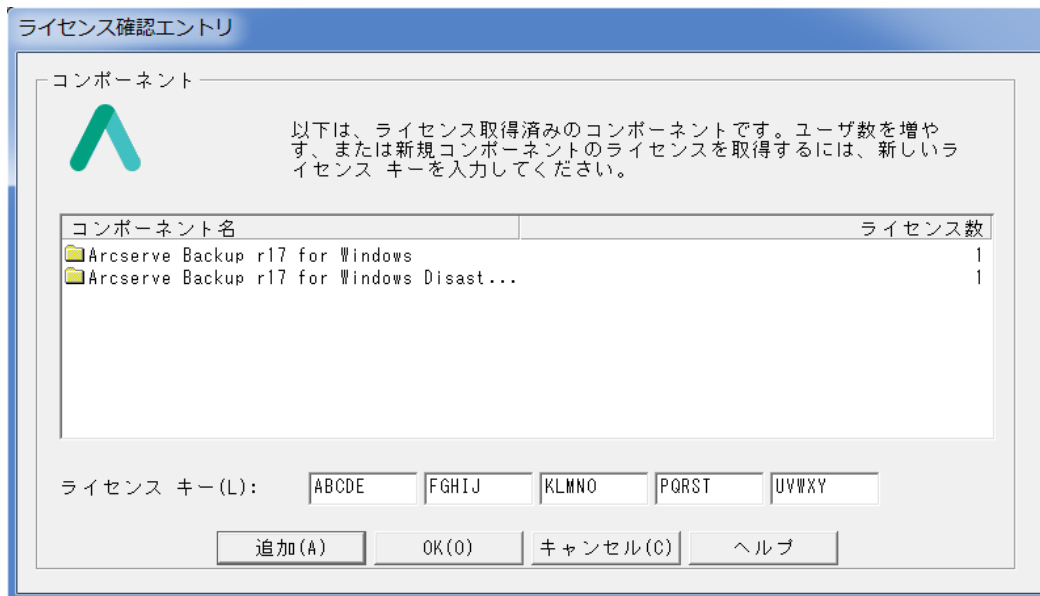 ライセンス確認エントリ
コンポーネント
以下は、ライセンス取得済みのコンポーネントです。ユーザ数を増や
す、または新規コンポーネントのライセンスを取得するには、新しいラ
イセンス キーを入力してください。
コンポーネント名 ライセンス数
Arcserve Backup r17 for Windows 1
Arcserve Backup r17 for Windows Disast... 1
ライセンス キー(L): ABCDE FGHIJ KLMNO PQRST UVWXY
追加(A) OK(O) キャンセル(C) ヘルプ